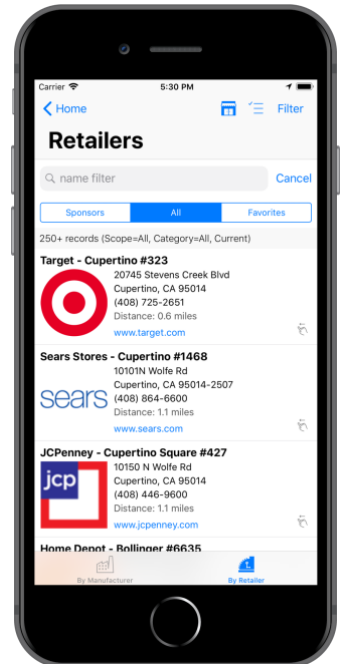 Carrier 5:30 PM
Home Filter
Retailers
name filter Cancel
Sponsors All Favorites
250+ records (Scope=All, Category=All, Current)
Target - Cupertino #323
20745 Stevens Creek Blvd
Cupertino, CA 95014
(408) 725-2651
Distance: 0.6 miles
www.target.com
Sears Stores - Cupertino #1468
10101N Wolfe Rd
Cupertino, CA 95014-2507
sears
(408) 864-6600
Distance: 1.1 miles
www.sears.com
JCPenney - Cupertino Square #427
jcp
10150 N Wolfe Rd
Cupertino, CA 95014
(408) 446-9600
Distance: 1.1 miles
www.jcpenney.com
Home Depot - Bollinger #6635
By Manufacturer By Retailer